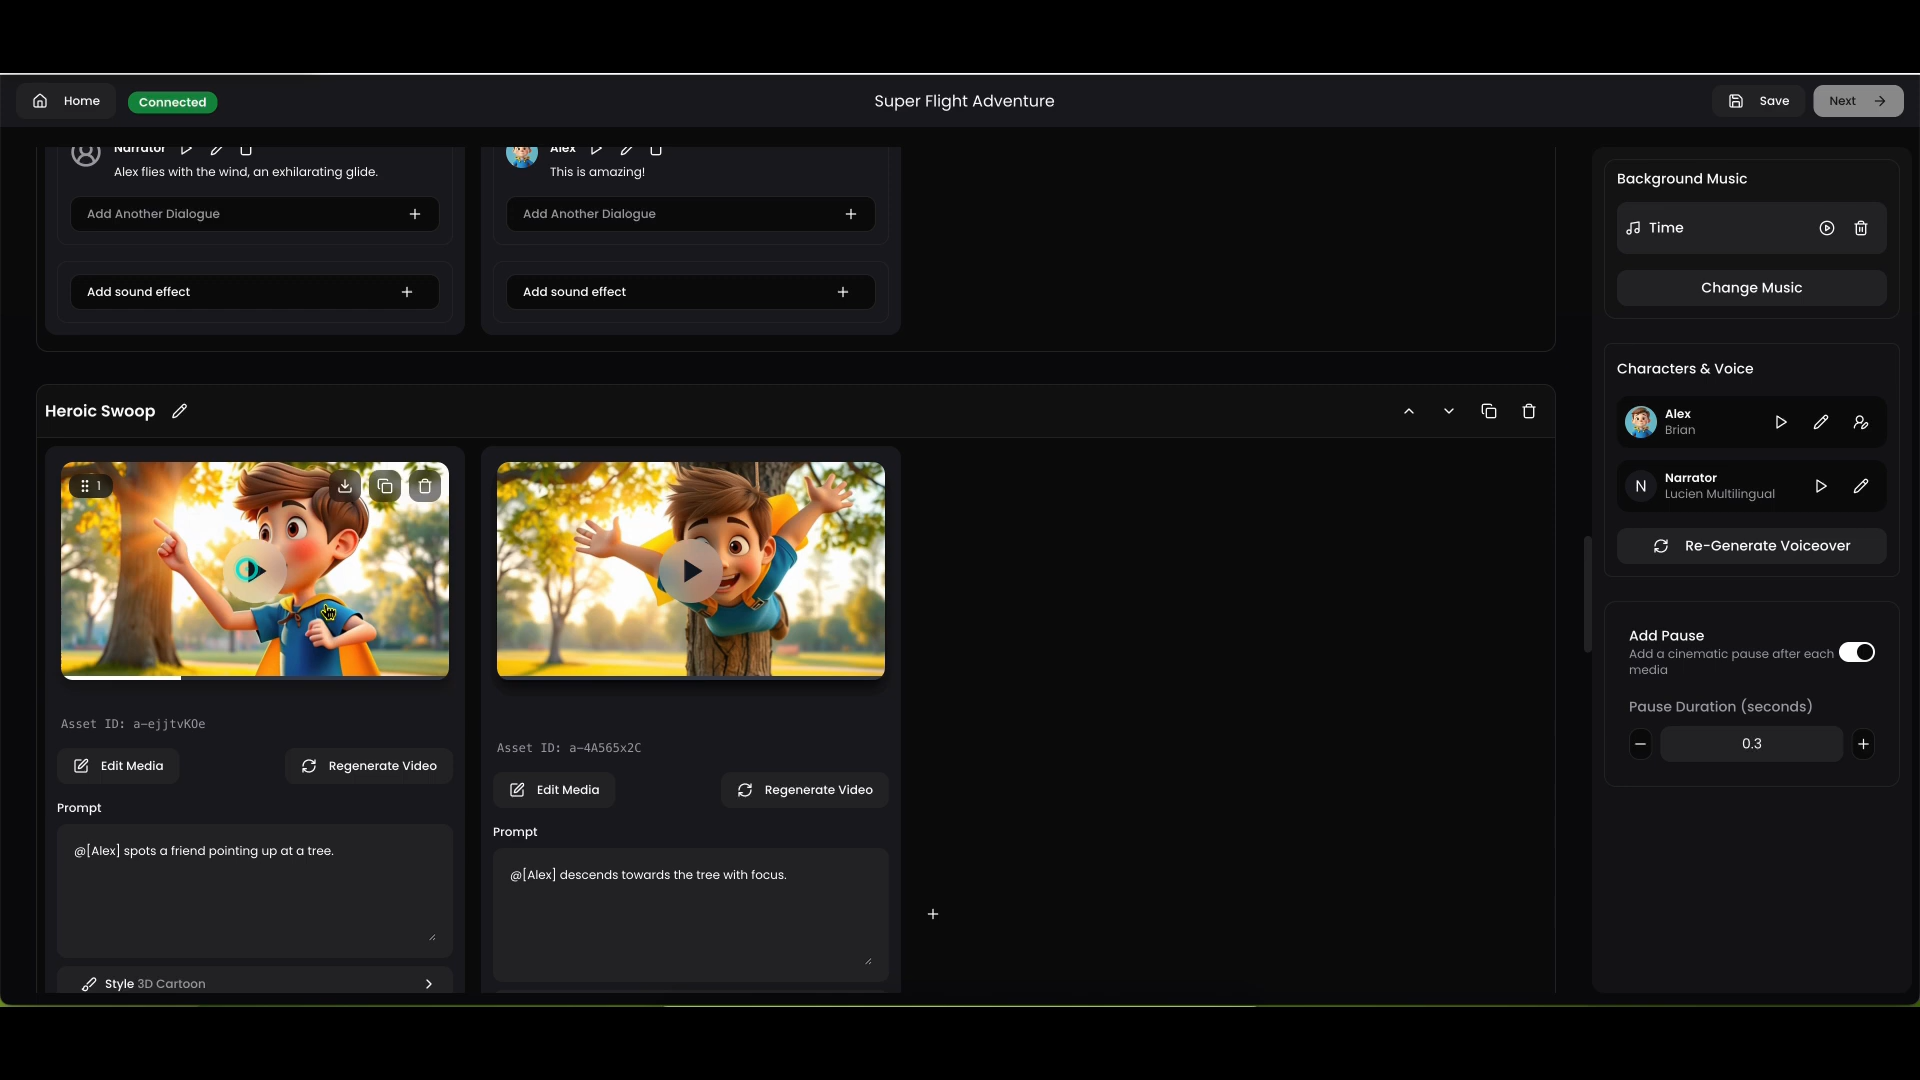 Home
Connected
Super Flight Adventure
Save
Next
Narrator
Alex flies with the wind, an exhilarating glide.
Add Another Dialogue
Add sound effect
Alex
This is amazing!
Add Another Dialogue
Add sound effect
Heroic Swoop
1
Asset ID: a-ejjtvKOe
Edit Media
Regenerate Video
Prompt
@[Alex] spots a friend pointing up at a tree.
Style 3D Cartoon
Asset ID: a-4A565x2C
Edit Media
Regenerate Video
Prompt
@[Alex] descends towards the tree with focus.
Background Music
Time
Change Music
Characters & Voice
Alex
Brian
N
Narrator
Lucien Multilingual
Re-Generate Voiceover
Add Pause
Add a cinematic pause after each
media
Pause Duration (seconds)
0.3